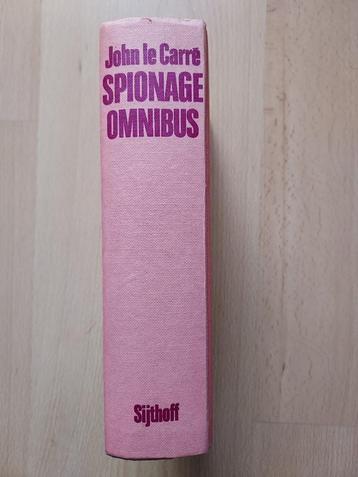 John le Carré
SPIONAGE
OMNIBUS
Sijthoff